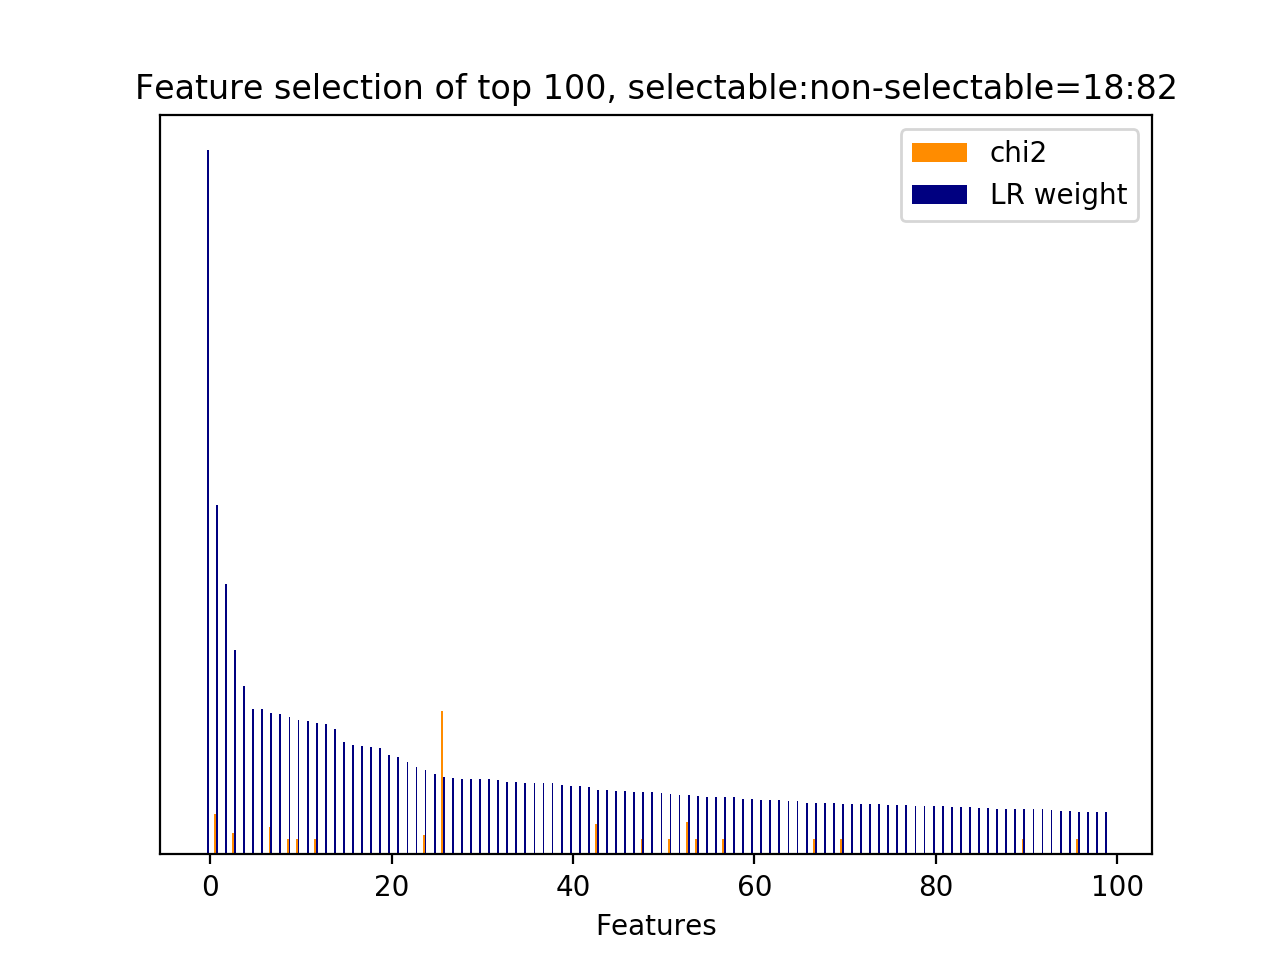 Feature selection of top 100, selectable:non-selectable=18:82
chi2
LR weight
0 20 40 60 80 100
Features